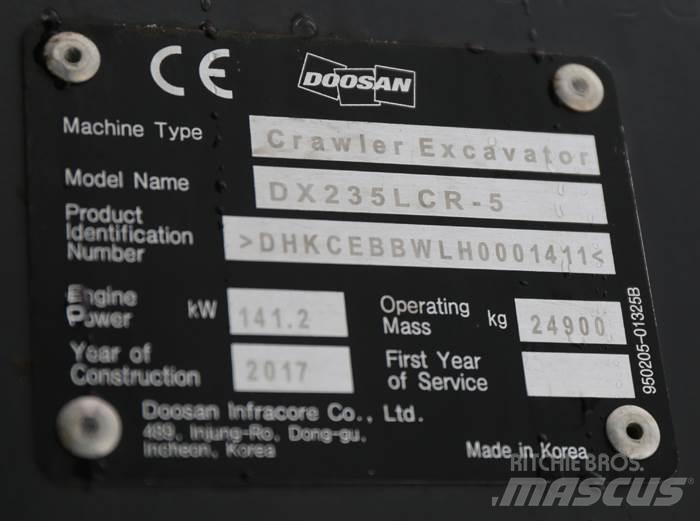 CE
DOOSAN
Machine Type Crawler Excavator
Model Name DX235LCR-5
Product
Identification
Number >DHKCEBBWLH0001411<
Engine
Power kW 141.2
Operating
Mass kg 24900
Year of
Construction 2017
First Year
of Service
Doosan Infracore Co., Ltd.
489, Injung-Ro, Dong-gu,
Incheon, Korea
Made in Korea
950205-01325B
RITCHIE BROS.
MASCUS